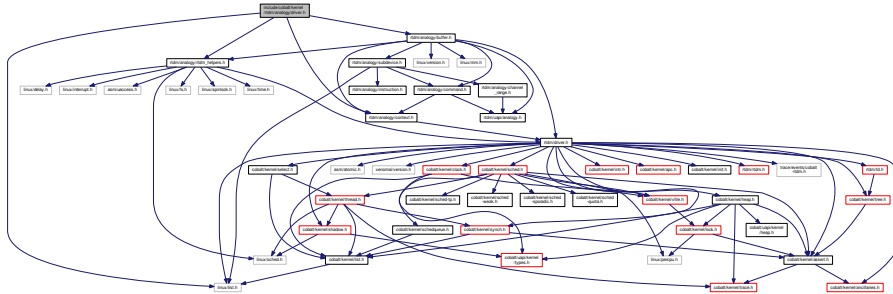 include/cobalt/kernel
/rtdm/analogy/driver.h
rtdm/analogy/buffer.h
rtdm/analogy/rtdm_helpers.h
rtdm/analogy/subdevice.h
linux/version.h
linux/mm.h
linux/delay.h
linux/interrupt.h
asm/uaccess.h
linux/fs.h
linux/spinlock.h
linux/time.h
rtdm/analogy/instruction.h
rtdm/analogy/command.h
rtdm/analogy/channel
_range.h
rtdm/analogy/context.h
rtdm/uapi/analogy.h
rtdm/driver.h
cobalt/kernel/select.h
asm/atomic.h
xenomai/version.h
cobalt/kernel/clock.h
cobalt/kernel/sched.h
cobalt/kernel/intr.h
cobalt/kernel/apc.h
cobalt/kernel/init.h
rtdm/rtdm.h
trace/events/cobalt
-rtdm.h
rtdm/fd.h
cobalt/kernel/thread.h
cobalt/kernel/sched-tp.h
cobalt/kernel/sched
-weak.h
cobalt/kernel/sched
-sporadic.h
cobalt/kernel/sched
-quota.h
cobalt/kernel/vfile.h
cobalt/kernel/heap.h
cobalt/kernel/tree.h
cobalt/kernel/shadow.h
cobalt/kernel/schedqueue.h
cobalt/kernel/synch.h
cobalt/kernel/lock.h
cobalt/uapi/kernel
/heap.h
linux/sched.h
cobalt/kernel/list.h
cobalt/uapi/kernel
/types.h
linux/percpu.h
cobalt/kernel/assert.h
linux/list.h
cobalt/kernel/trace.h
cobalt/kernel/ancillaries.h